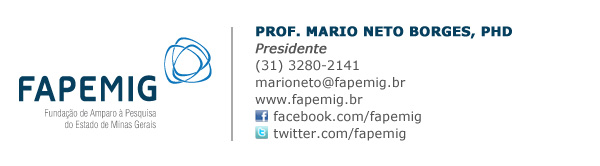 FAPEMIG
Fundação de Amparo à Pesquisa
do Estado de Minas Gerais
PROF. MARIO NETO BORGES, PHD
Presidente
(31) 3280-2141
marioneto@fapemig.br
www.fapemig.br
f facebook.com/fapemig
t twitter.com/fapemig